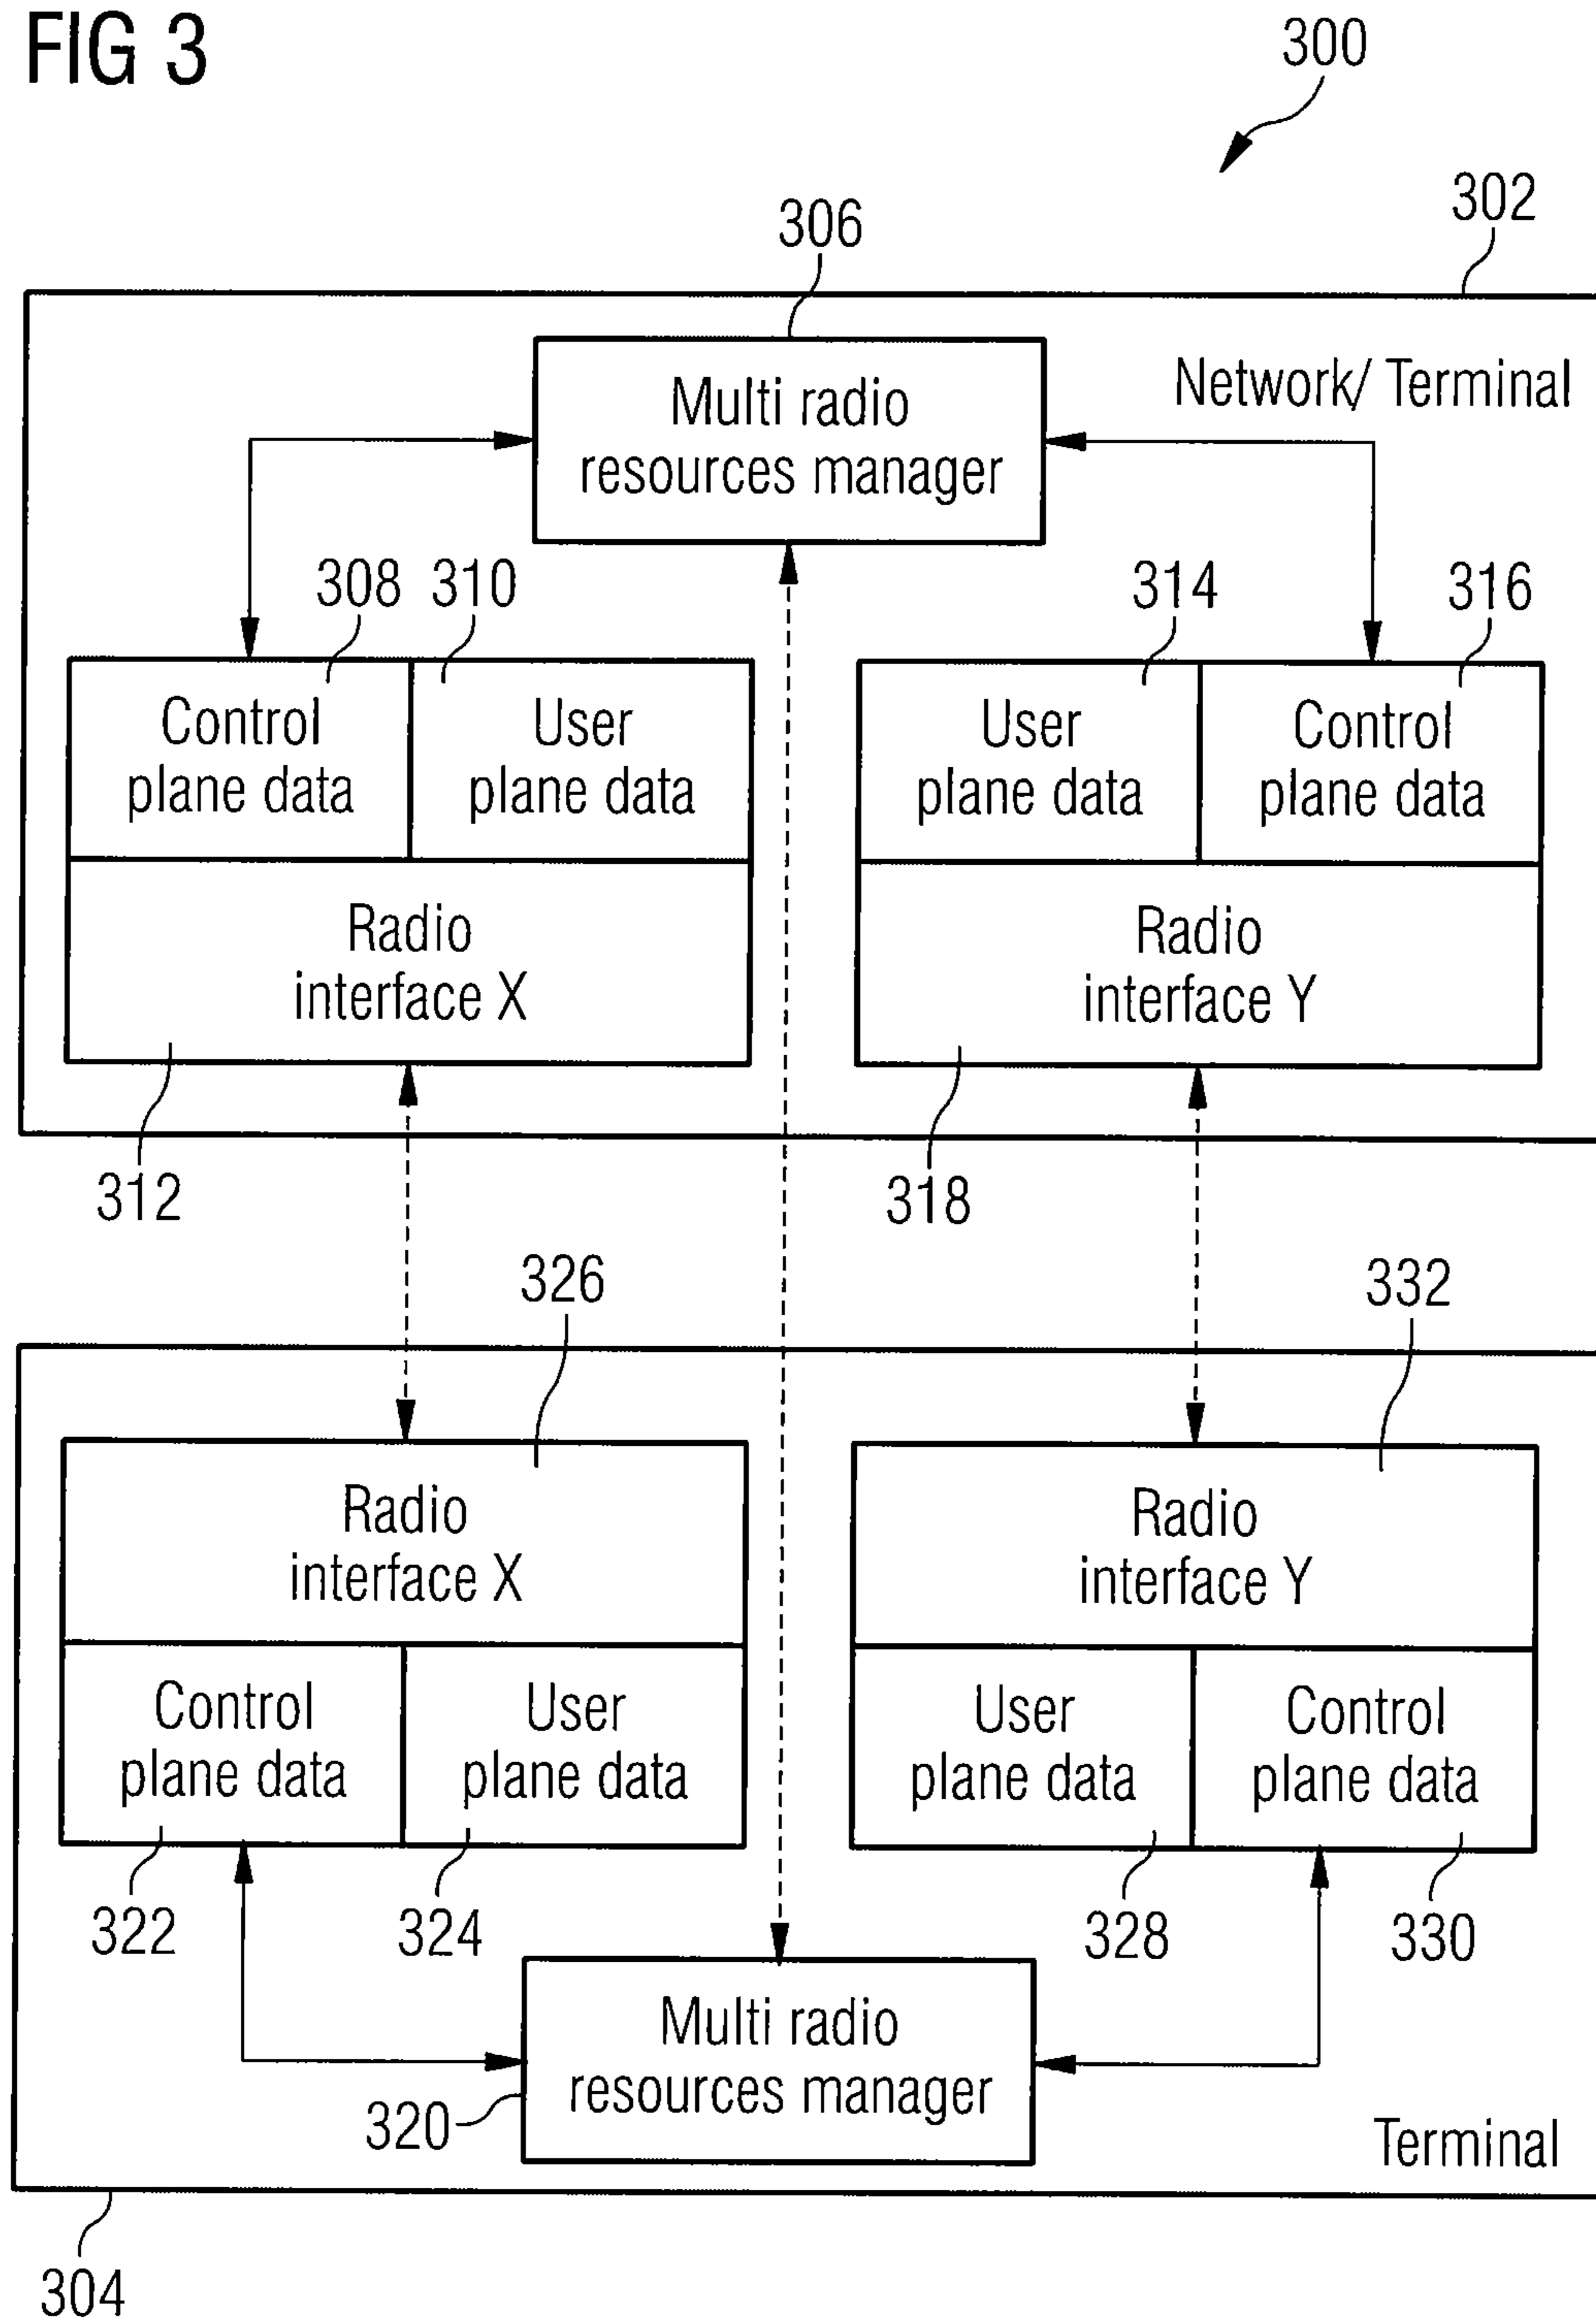 FIG 3
300
302
306
Multi radio
resources manager
Network/ Terminal
308
310
314
316
Control
plane data
User
plane data
User
plane data
Control
plane data
Radio
interface X
Radio
interface Y
312
318
326
332
Radio
interface X
Radio
interface Y
Control
plane data
User
plane data
User
plane data
Control
plane data
322
324
328
330
Multi radio
resources manager
320
Terminal
304